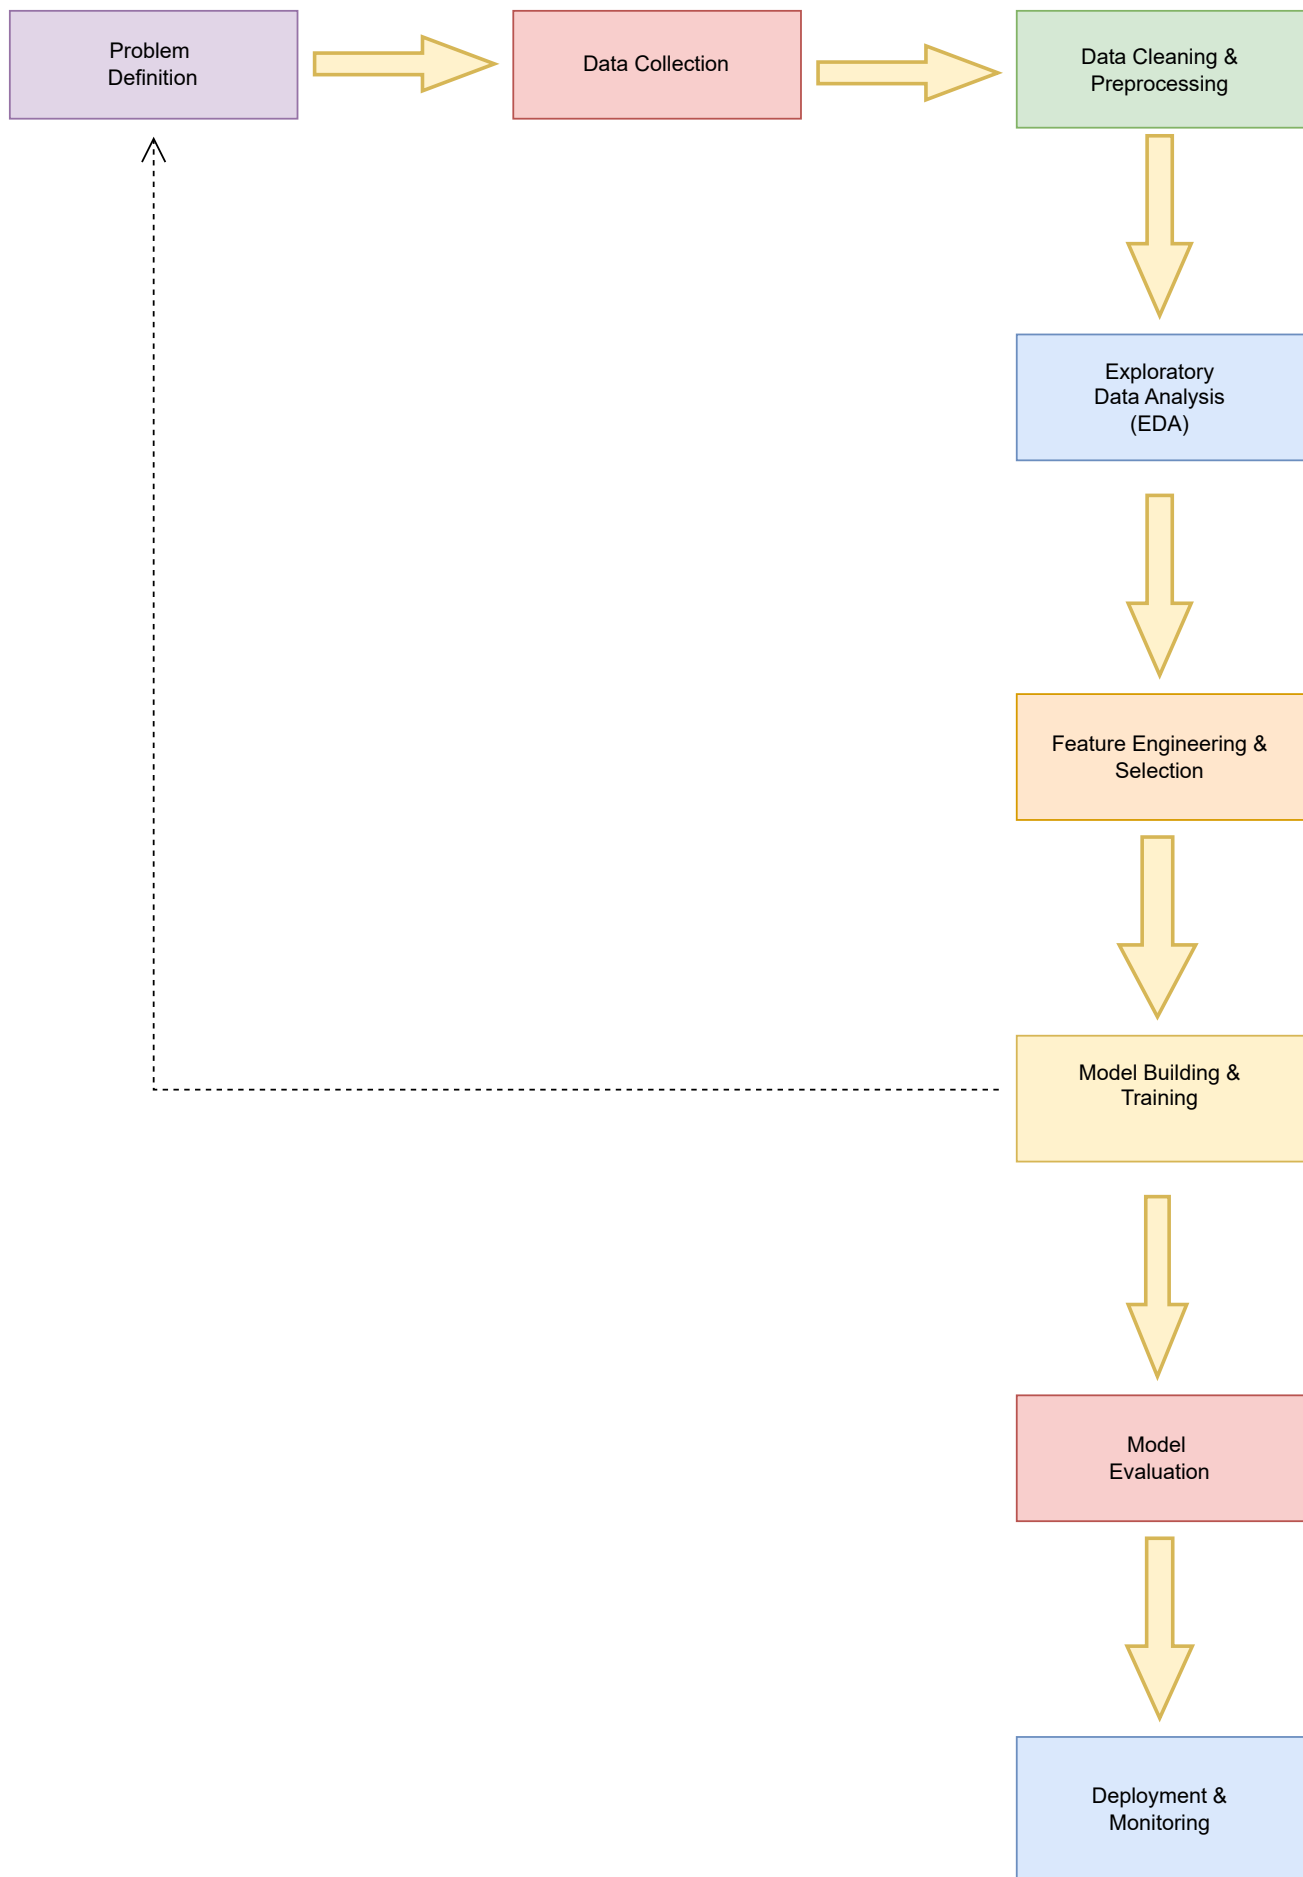 Problem
Definition
Data Collection
Data Cleaning &
Preprocessing
Exploratory
Data Analysis
(EDA)
Feature Engineering &
Selection
Model Building &
Training
Model
Evaluation
Deployment &
Monitoring